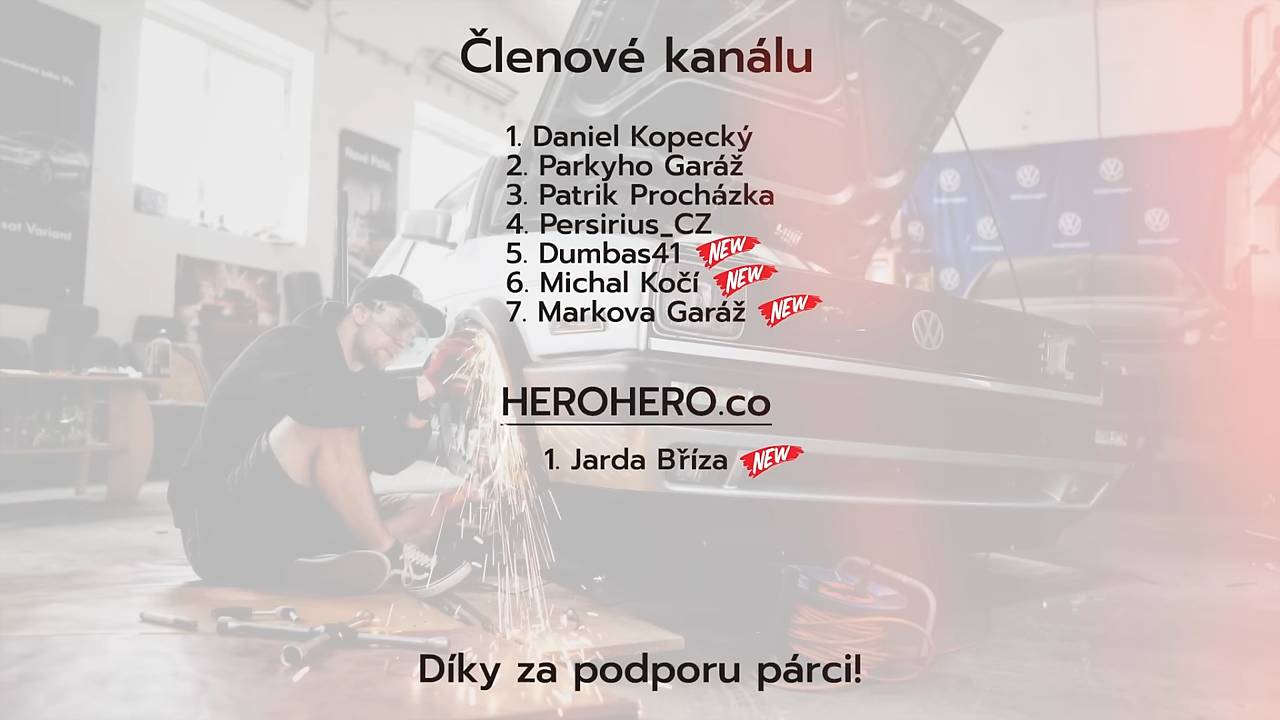 Členové kanálu
1. Daniel Kopecký
2. Parkyho Garáž
3. Patrik Procházka
4. Persirius_CZ
5. Dumbas41 NEW
6. Michal Kočí NEW
7. Markova Garáž NEW
HEROHERO.co
1. Jarda Bříza NEW
Díky za podporu párci!
Variant